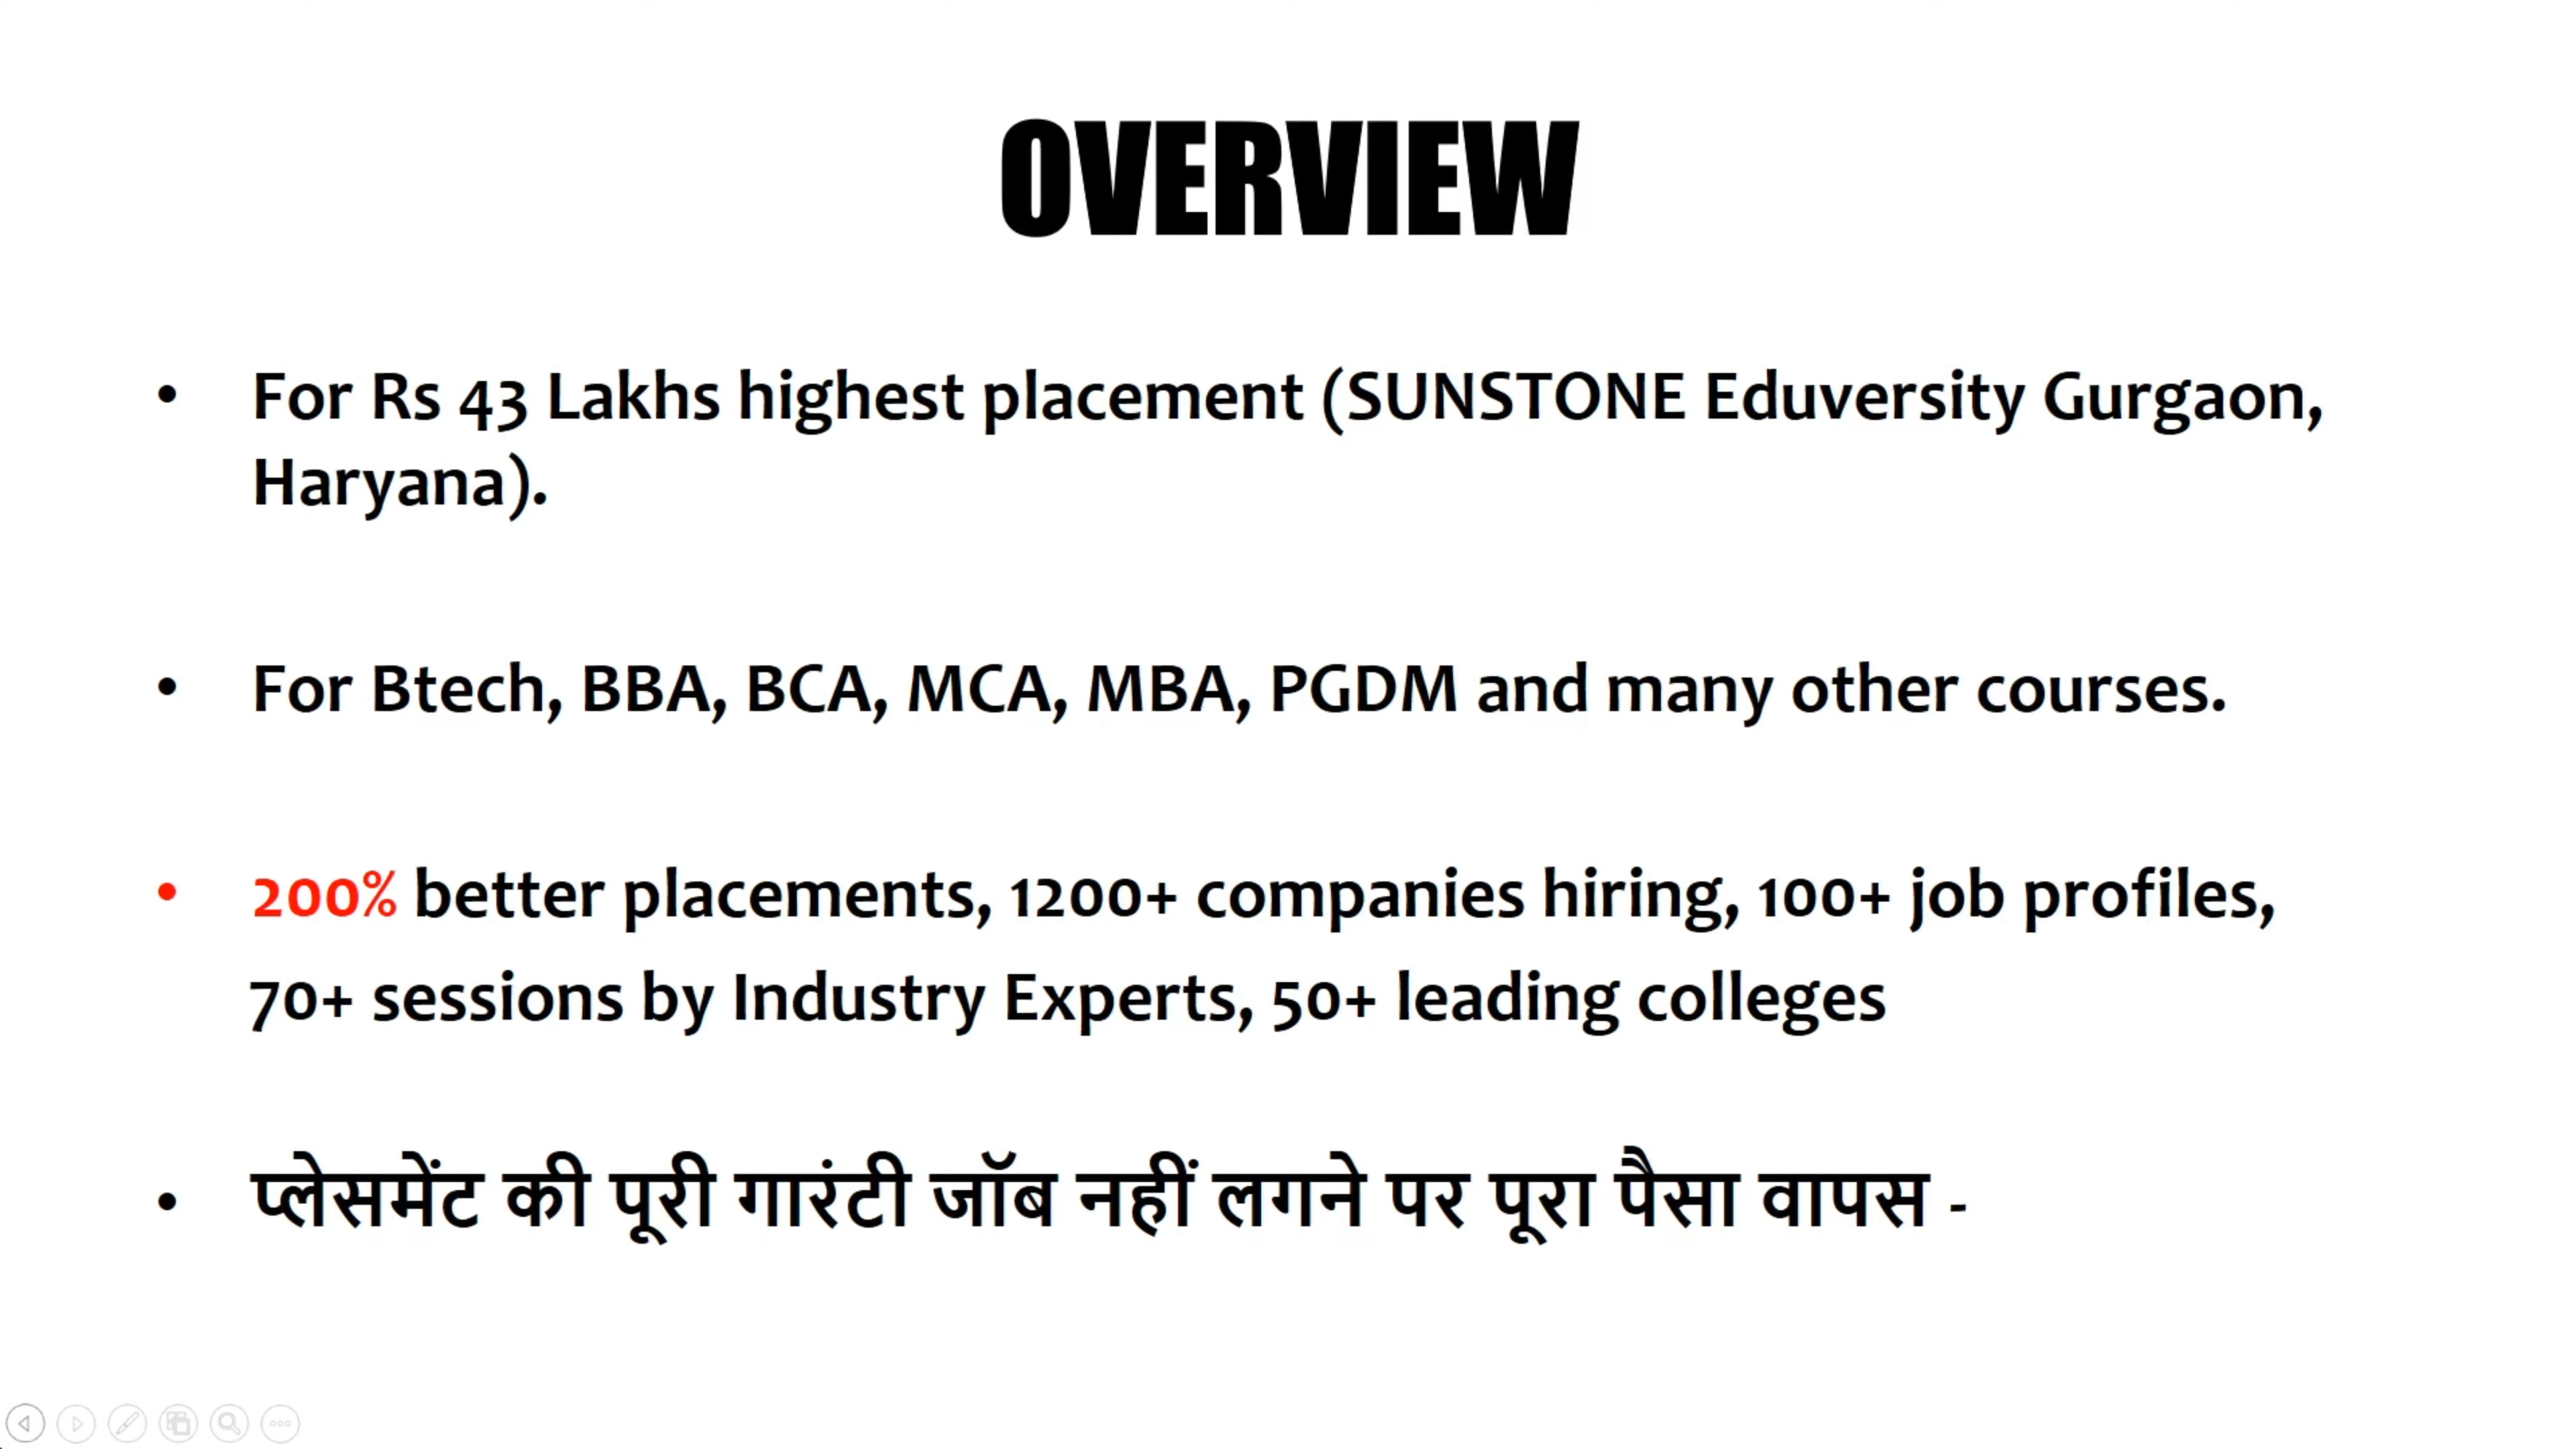 OVERVIEW
• For Rs 43 Lakhs highest placement (SUNSTONE Eduversity Gurgaon,
Haryana).
• For Btech, BBA, BCA, MCA, MBA, PGDM and many other courses.
• 200% better placements, 1200+ companies hiring, 100+ job profiles,
70+ sessions by Industry Experts, 50+ leading colleges
• प्लेसमेंट की पूरी गारंटी जॉब नहीं लगने पर पूरा पैसा वापस -